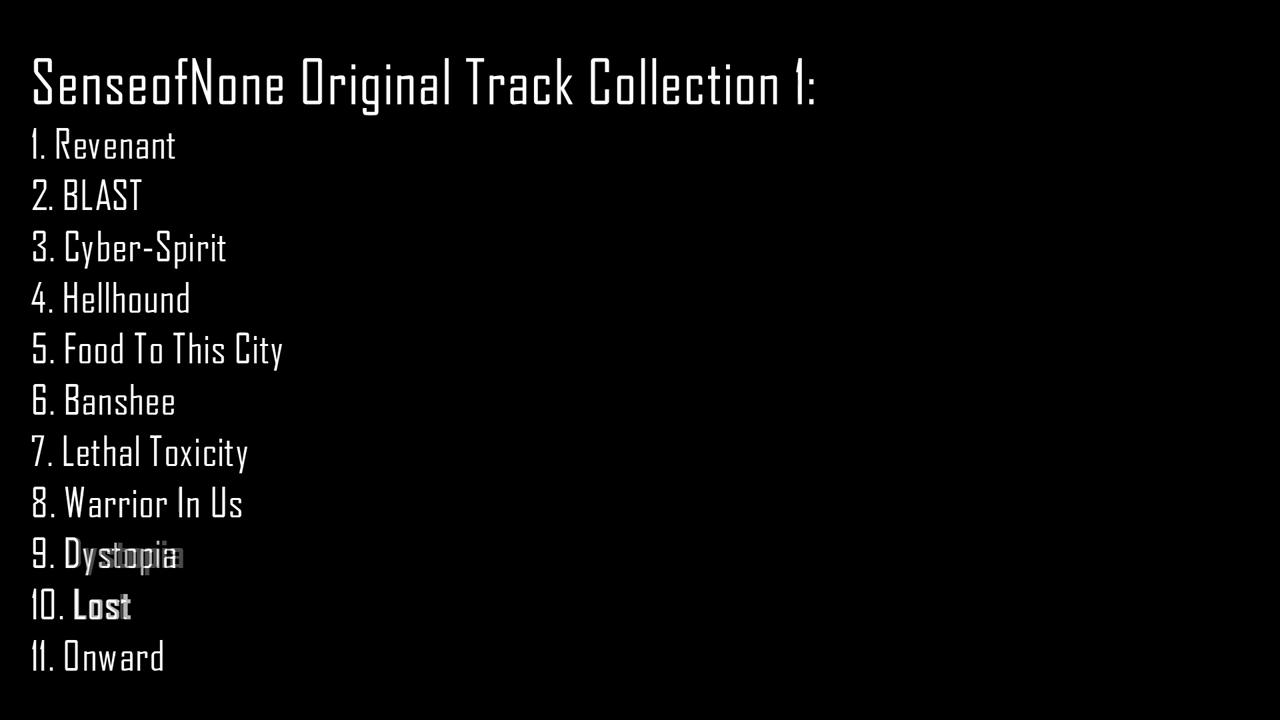 SenseofNone Original Track Collection 1:
1. Revenant
2. BLAST
3. Cyber-Spirit
4. Hellhound
5. Food To This City
6. Banshee
7. Lethal Toxicity
8. Warrior In Us
9. Dystopia
10. Lost
11. Onward